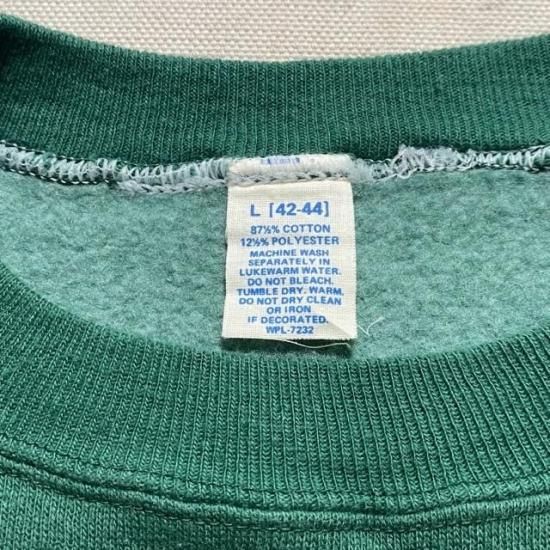 L [42-44]
87½% COTTON
12½% POLYESTER
MACHINE WASH
SEPARATELY IN
LUKEWARM WATER.
DO NOT BLEACH.
TUMBLE DRY. WARM.
DO NOT DRY CLEAN
OR IRON
IF DECORATED.
WPL-7232